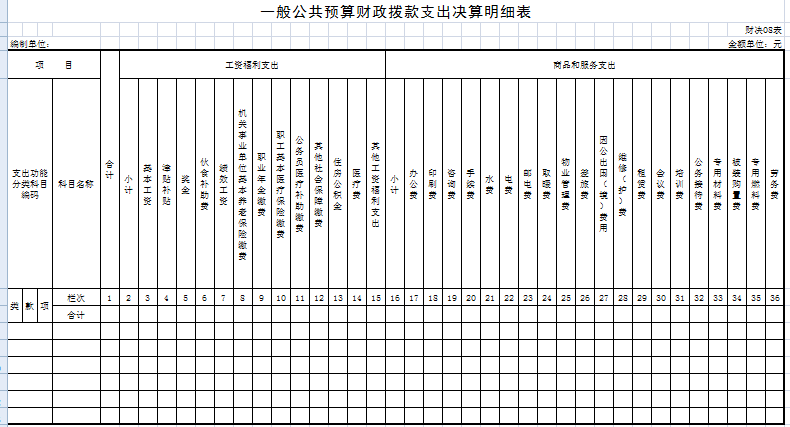 一般公共预算财政拨款支出决算明细表
财决08表
编制单位：
金额单位：元
项 目
工资福利支出
商品和服务支出
支出功能
分类科目
编码
科目名称
合计
小计
基本工资
津贴补贴
奖金
伙食补助费
绩效工资
机关事业单位基本养老保险缴费
职业年金缴费
职工基本医疗保险缴费
公务员医疗补助缴费
其他社会保障缴费
住房公积金
医疗费
其他工资福利支出
小计
办公费
印刷费
咨询费
手续费
水费
电费
邮电费
取暖费
物业管理费
差旅费
因公出国（境）费用
维修（护）费
租赁费
会议费
培训费
公务接待费
专用材料费
被装购置费
专用燃料费
劳务费
类 款 项
栏次 1 2 3 4 5 6 7 8 9 10 11 12 13 14 15 16 17 18 19 20 21 22 23 24 25 26 27 28 29 30 31 32 33 34 35 36
合计